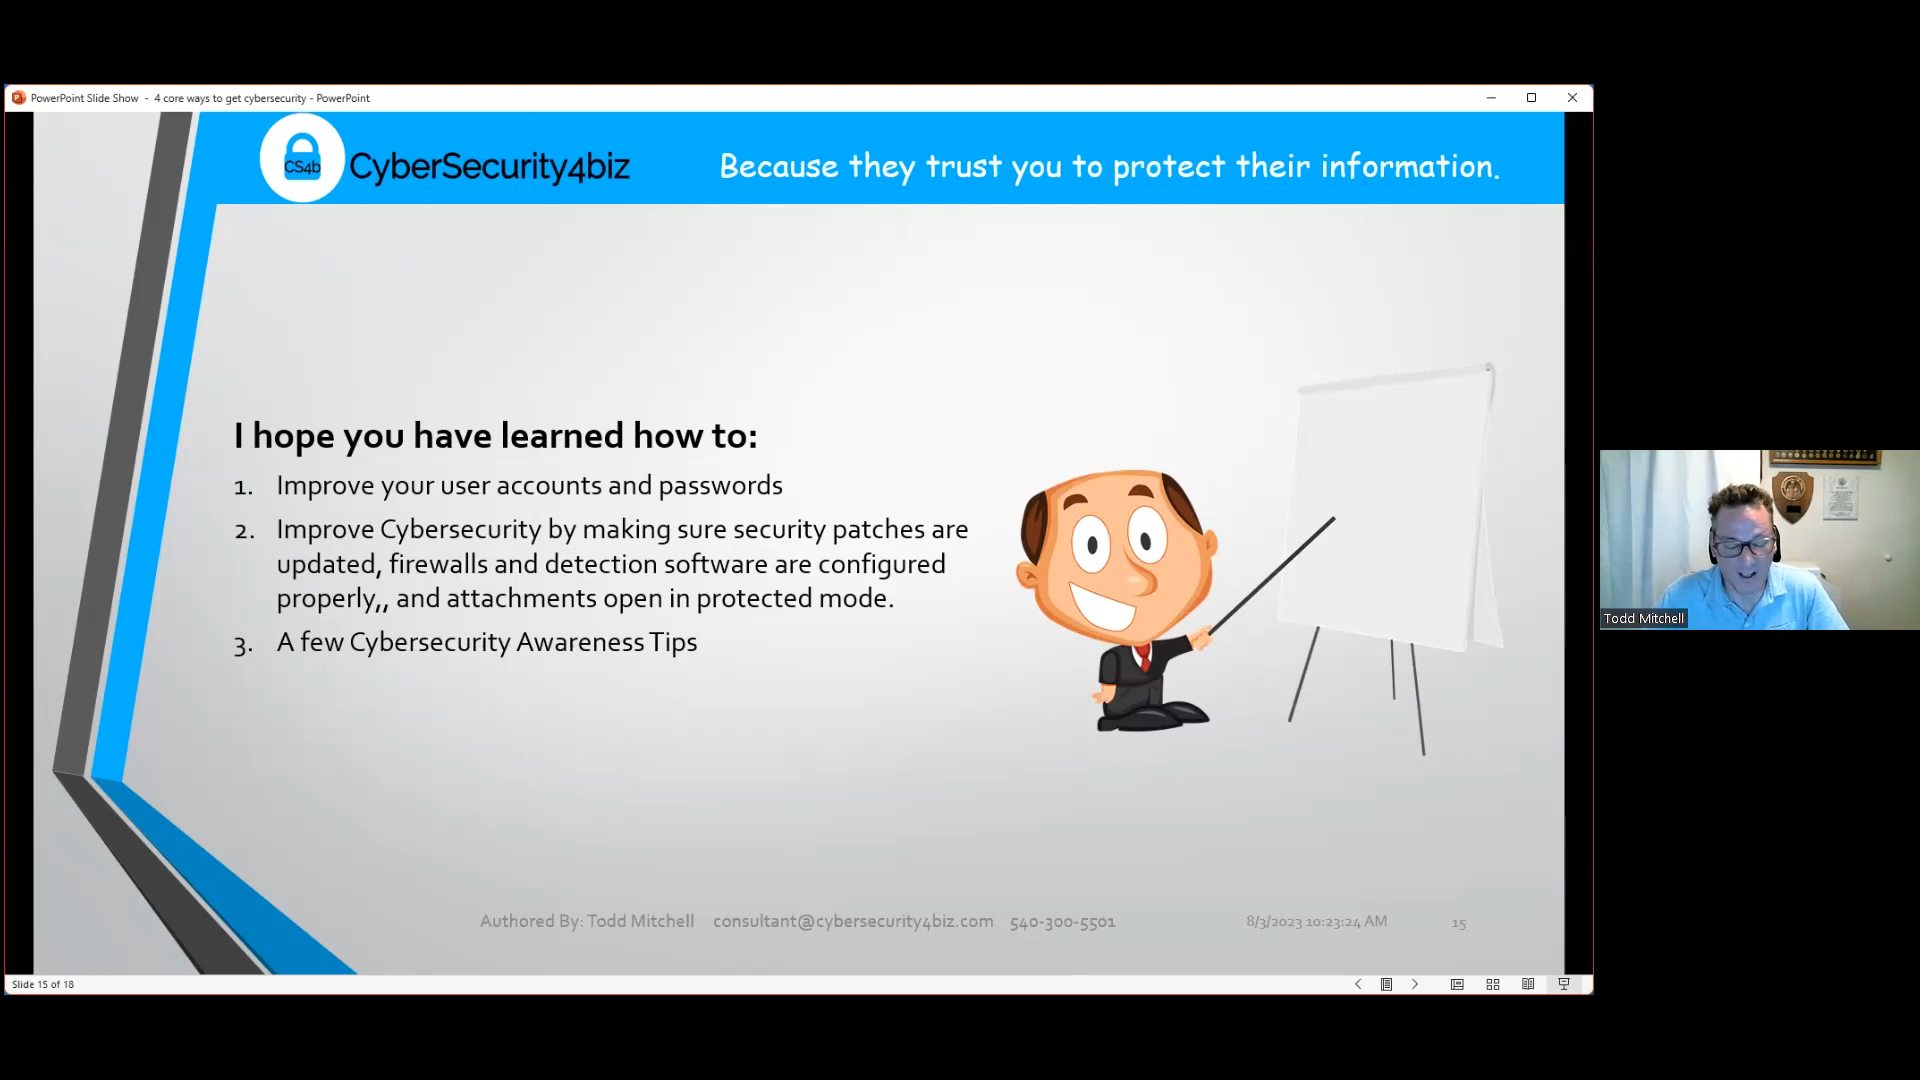 PowerPoint Slide Show - 4 core ways to get cybersecurity - PowerPoint
CS4b
CyberSecurity4biz
Because they trust you to protect their information.
I hope you have learned how to:
1. Improve your user accounts and passwords
2. Improve Cybersecurity by making sure security patches are
updated, firewalls and detection software are configured
properly,, and attachments open in protected mode.
3. A few Cybersecurity Awareness Tips
Todd Mitchell
Authored By: Todd Mitchell consultant@cybersecurity4biz.com 540-300-5501
8/3/2023 10:23:24 AM
15
Slide 15 of 18